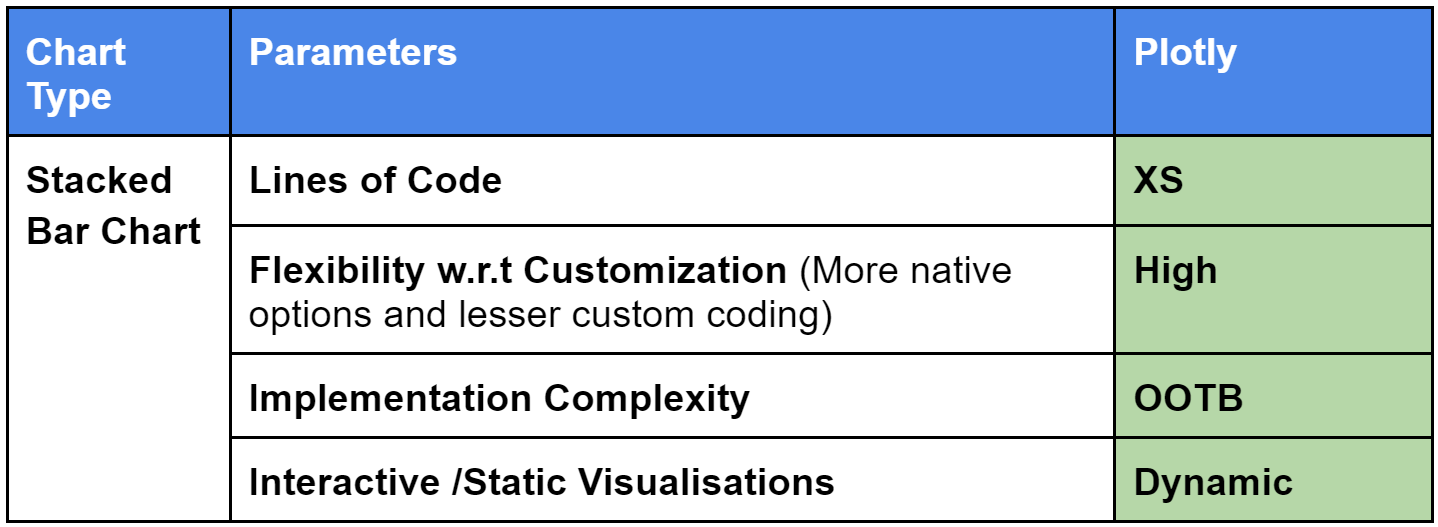 Chart
Type
Parameters
Plotly
Stacked
Bar Chart
Lines of Code
XS
Flexibility w.r.t Customization (More native
options and lesser custom coding)
High
Implementation Complexity
OOTB
Interactive /Static Visualisations
Dynamic